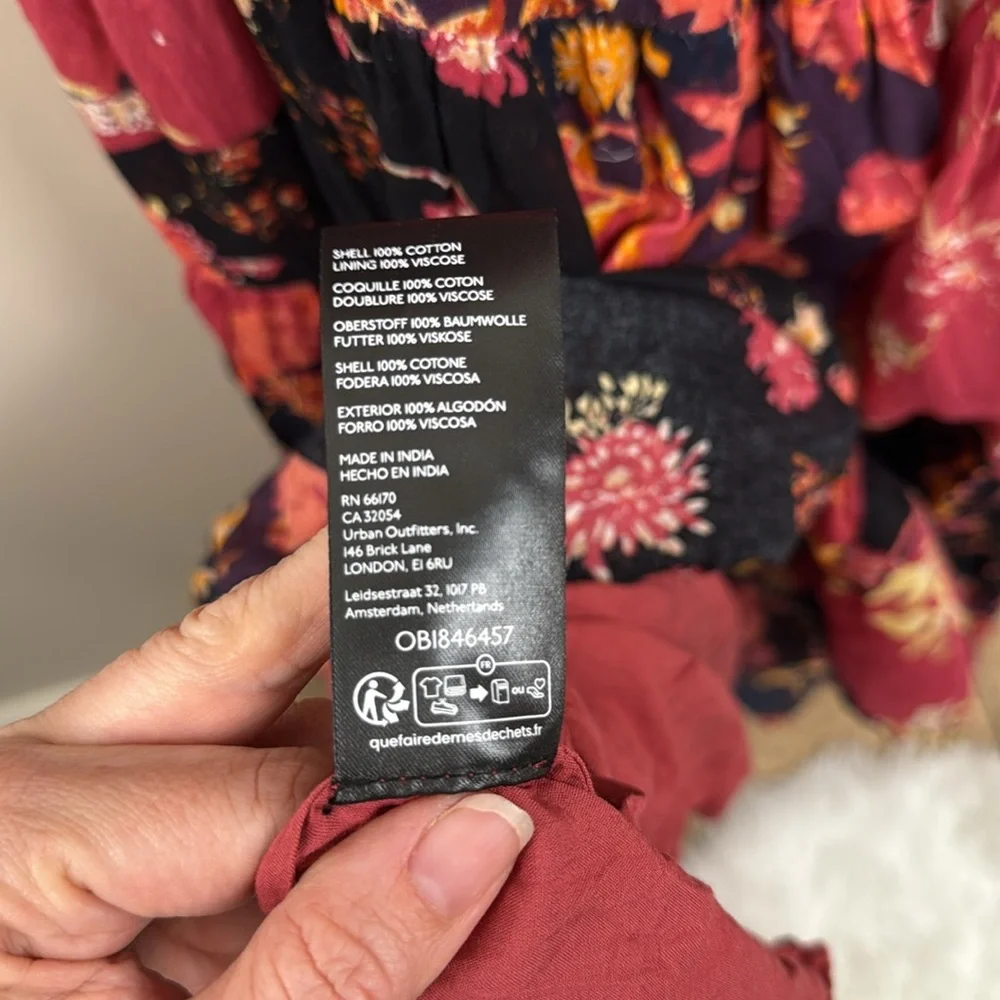 SHELL 100% COTTON
LINING 100% VISCOSE
COQUILLE 100% COTON
DOUBLURE 100% VISCOSE
OBERSTOFF 100% BAUMWOLLE
FUTTER 100% VISKOSE
SHELL 100% COTONE
FODERA 100% VISCOSA
EXTERIOR 100% ALGODÓN
FORRO 100% VISCOSA
MADE IN INDIA
HECHO EN INDIA
RN 66170
CA 32054
Urban Outfitters, Inc.
146 Brick Lane
LONDON, E1 6RU
Leidsestraat 32, 1017 PB
Amsterdam, Netherlands
OB1846457
FR
ou
quefairedemesdechets.fr